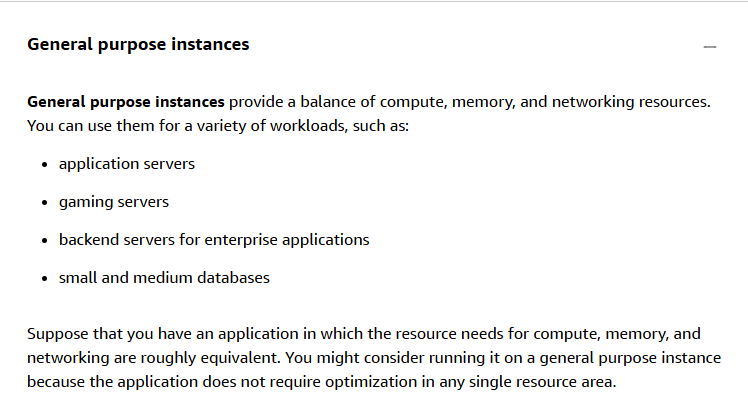 General purpose instances
General purpose instances provide a balance of compute, memory, and networking resources.
You can use them for a variety of workloads, such as:
• application servers
• gaming servers
• backend servers for enterprise applications
• small and medium databases
Suppose that you have an application in which the resource needs for compute, memory, and
networking are roughly equivalent. You might consider running it on a general purpose instance
because the application does not require optimization in any single resource area.